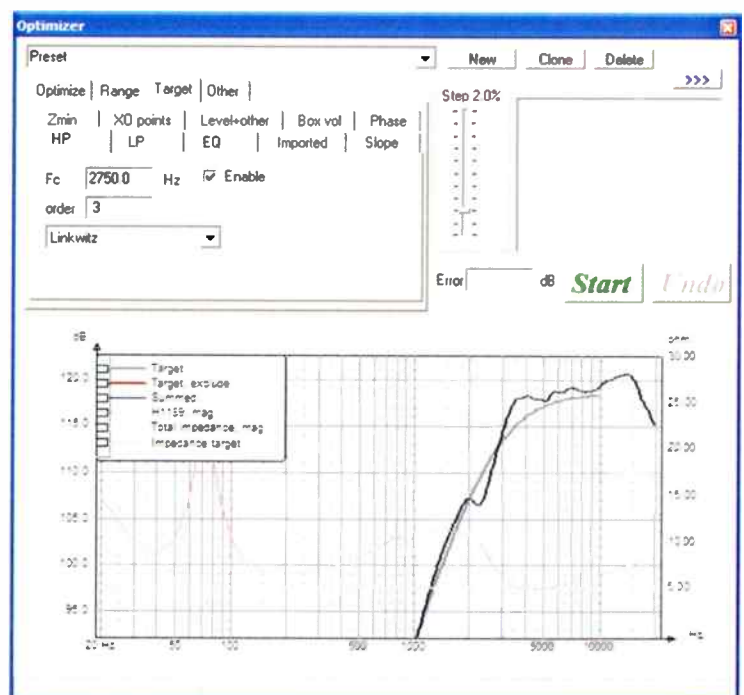 Optimizer
Preset
New Clone Delete
>>>
Optimize Range Target Other
Step 2.0%
Zmin XO points Level+other Box vol Phase
HP LP EQ Imported Slope
Fc 2750.0 Hz Enable
order 3
Linkwitz
Error dB Start Undo
dB
Target
Target exclude
Summed
H1189 mag
Total impedance mag
Impedance target
120.0
115.0
110.0
105.0
100.0
95.0
30.00
25.00
20.00
15.00
10.00
5.00
20 Hz 50 100 500 1000 5000 10000 Hz